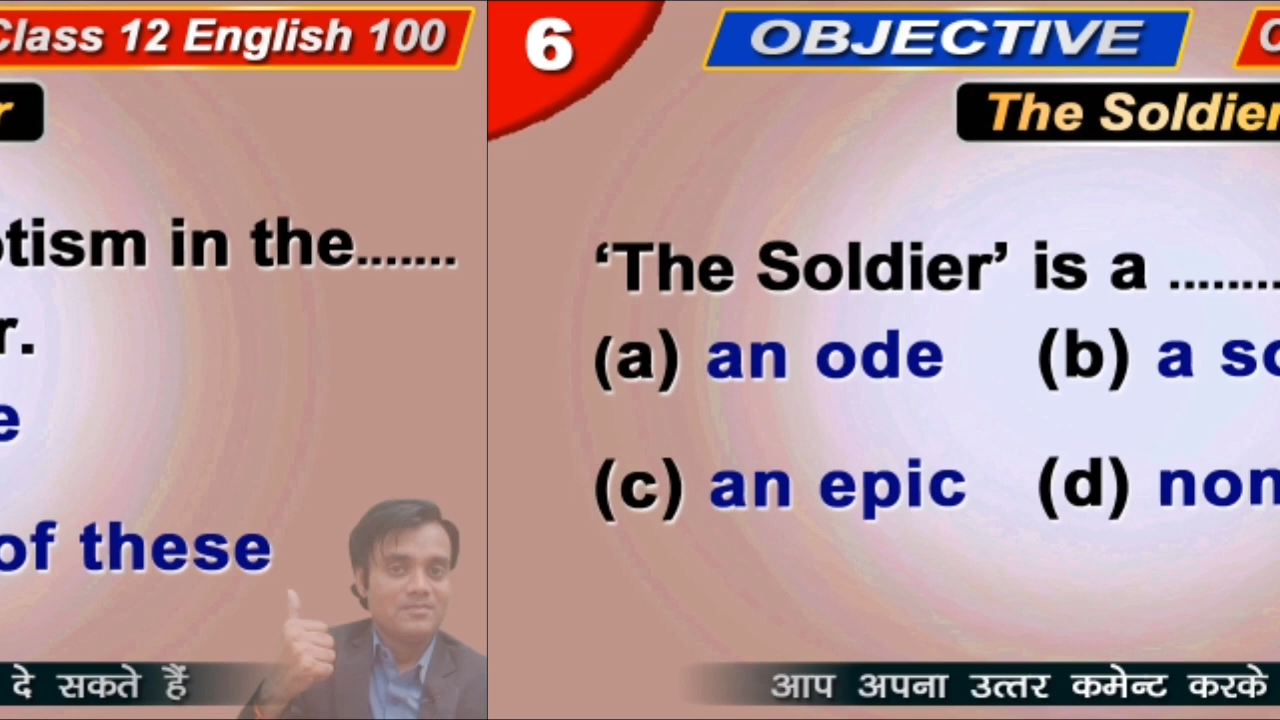 Class 12 English 100
otism in the.......
r.
e
of these
दे सकते हैं
6
OBJECTIVE
The Soldier
‘The Soldier’ is a ........
(a) an ode (b) a so
(c) an epic (d) non
आप अपना उत्तर कमेन्ट करके